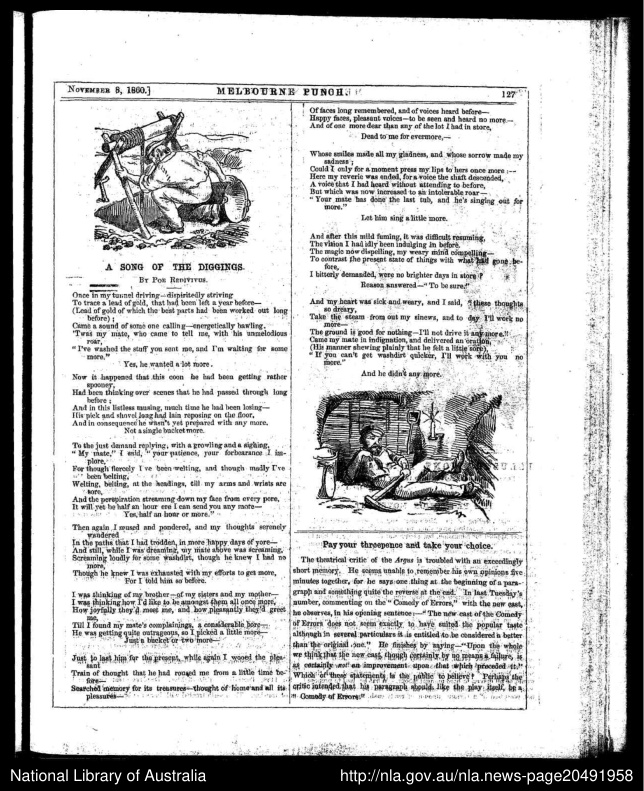 NOVEMBER 8, 1860.]
MELBOURNE PUNCH.
127
A SONG OF THE DIGGINGS.
BY POE REDIVIVUS.
Once in my tunnel driving—dispiritedly striving
To trace a lead of gold, that had been left a year before—
(Lead of gold of which the best parts had been worked out long
before);
Came a sound of some one calling—energetically bawling,
'Twas my mate, who came to tell me, with his unmelodious
roar,
"I've washed the stuff you sent me, and I'm waiting for some
more."
Yes, he wanted a lot more.
Now it happened that this coon he had been getting rather
spooney,
Had been thinking over scenes that he had passed through long
before;
And in this listless musing, much time he had been losing—
His pick and shovel long had lain reposing on the floor,
And in consequence he wasn't yet prepared with any more.
Not a single bucket more.
To the just demand replying, with a growling and a sighing,
"My mate," I said, "your patience, your forbearance I im-
plore,
For though fiercely I've been welting, and though madly I've
been belting,
Welting, belting, at the headings, till my arms and wrists are
sore,
And the perspiration streaming down my face from every pore,
It will yet be half an hour ere I can send you any more—
Yes, half an hour or more."
Then again I mused and pondered, and my thoughts serenely
wandered
In the paths that I had trodden, in more happy days of yore—
And still, while I was dreaming, my mate above was screaming,
Screaming loudly for some washdirt, though he knew I had no
more,
Though he knew I was exhausted with my efforts to get more,
For I told him so before.
I was thinking of my brother—of my sisters and my mother—
I was thinking how I'd like to be amongst them all once more,
How joyfully they'd meet me, and how pleasantly they'd greet
me,
Till I found my mate's complainings, a considerable bore—
He was getting quite outrageous, so I picked a little more—
Just a bucket or two more—
Just to last him for the present, while again I wooed the plea-
sant
Train of thought that he had roused me from a little time be-
fore—
Searched memory for its treasures—thought of home and all its
pleasures—
Of faces long remembered, and of voices heard before—
Happy faces, pleasant voices—to be seen and heard no more—
And of one more dear than any of the lot I had in store,
Dead to me for evermore,—
Whose smiles made all my gladness, and whose sorrow made my
sadness;
Could I only for a moment press my lips to hers once more;—
Here my reverie was ended, for a voice the shaft descended,
A voice that I had heard without attending to before,
But which was now increased to an intolerable roar—
"Your mate has done the last tub, and he's singing out for
more."
Let him sing a little more.
And after this mild fuming, it was difficult resuming,
The vision I had idly been indulging in before.
The magic now dispelling, my weary mind compelling—
To contrast the present state of things with what had gone be-
fore,
I bitterly demanded, were no brighter days in store?
Reason answered—"To be sure."
And my heart was sick and weary, and I said, "these thoughts
so dreary,
Take the steam from out my sinews, and to day I'll work no
more—
The ground is good for nothing—I'll not drive it any more."
Came my mate in indignation, and delivered an oration,
(His manner shewing plainly that he felt a little sore),
"If you can't get washdirt quicker, I'll work with you no
more."
And he didn't any more.
Pay your threepence and take your choice.
The theatrical critic of the Argus is troubled with an exceedingly
short memory. He seems unable to remember his own opinions five
minutes together, for he says one thing at the beginning of a para-
graph and something quite the reverse at the end. In last Tuesday's
number, commenting on the "Comedy of Errors," with the new cast,
he observes, in his opening sentence—"The new cast of the Comedy
of Errors does not seem exactly to have suited the popular taste
although in several particulars it is entitled to be considered a better
than the original one." He finishes by saying—"Upon the whole
we think that the new cast, though certainly by no means a failure, is
as certainly not an improvement upon that which preceded it."
Which of these statements is the public to believe? Perhaps the
critic intended that his paragraph should, like the play itself, be a
"Comedy of Errors."
National Library of Australia
http://nla.gov.au/nla.news-page20491958